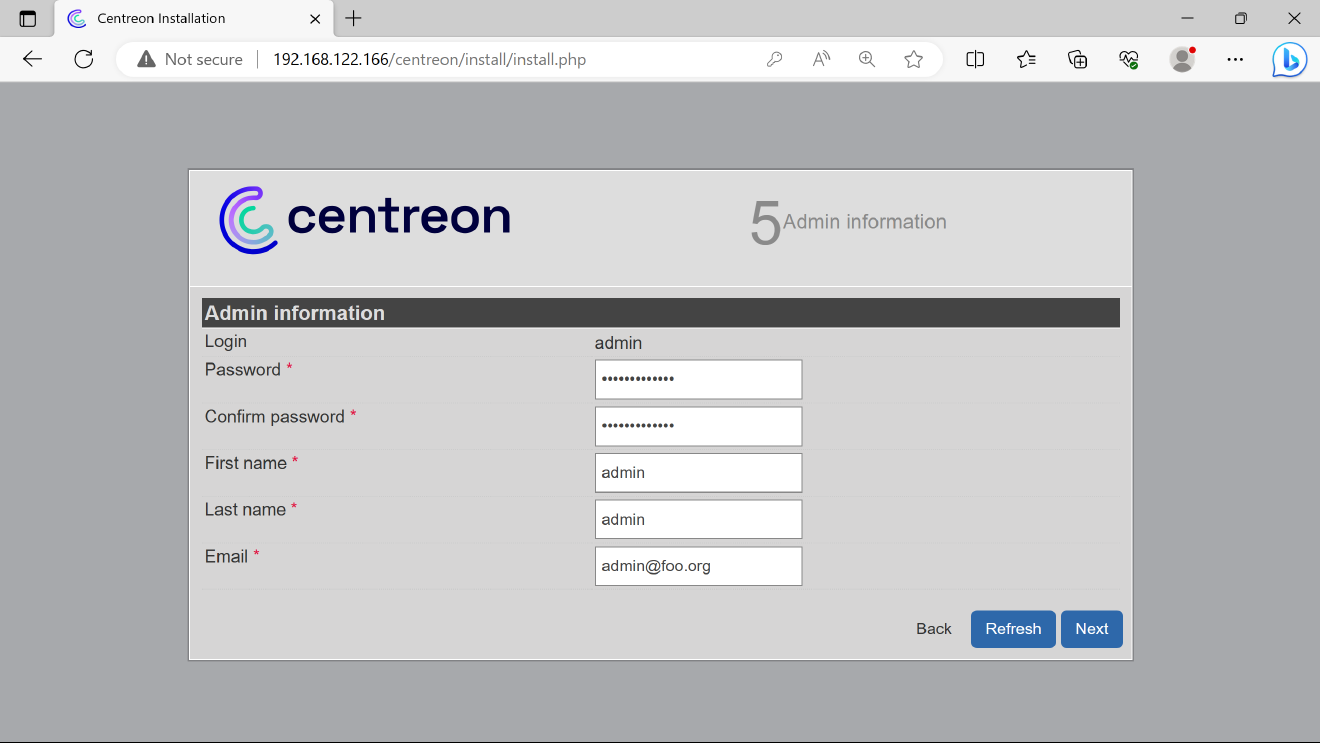 Centreon Installation
Not secure
192.168.122.166/centreon/install/install.php
centreon
5 Admin information
Admin information
Login admin
Password * •••••••••••••
Confirm password * •••••••••••••
First name * admin
Last name * admin
Email * admin@foo.org
Back Refresh Next